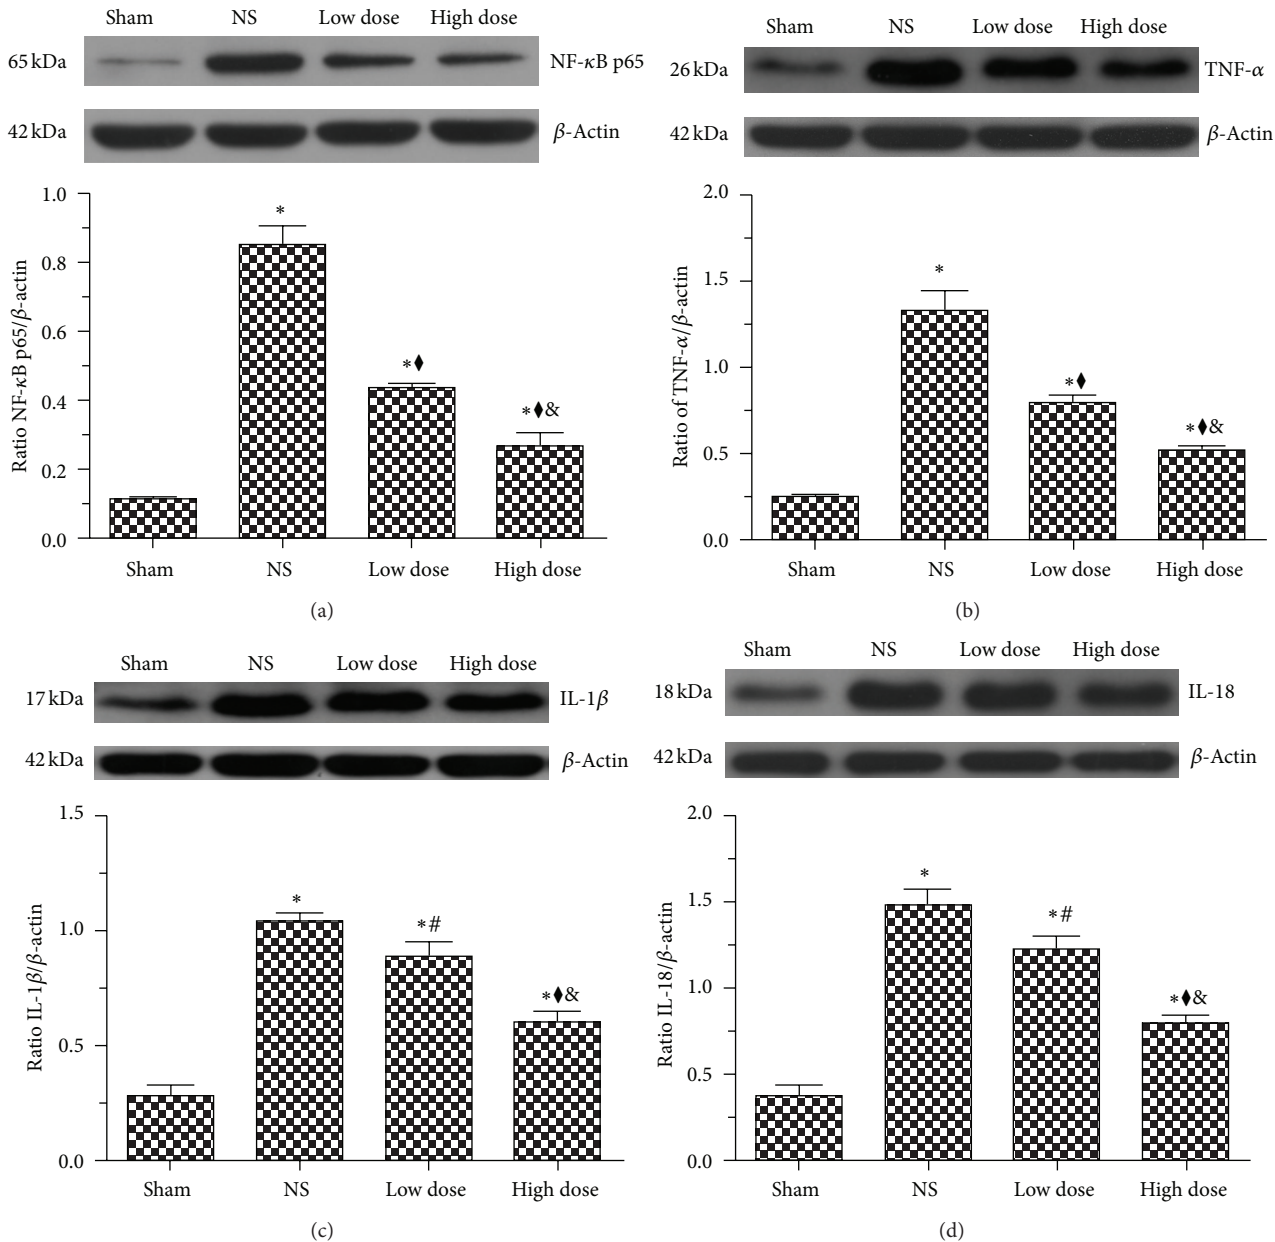 Sham NS Low dose High dose
65 kDa NF-κB p65
42 kDa β-Actin
1.0
0.8
0.6
0.4
0.2
0.0
Ratio NF-κB p65/β-actin
*
*♦
*♦&
Sham NS Low dose High dose
(a)
Sham NS Low dose High dose
26 kDa TNF-α
42 kDa β-Actin
2.0
1.5
1.0
0.5
0.0
Ratio of TNF-α/β-actin
*
*♦
*♦&
Sham NS Low dose High dose
(b)
Sham NS Low dose High dose
17 kDa IL-1β
42 kDa β-Actin
1.5
1.0
0.5
0.0
Ratio IL-1β/β-actin
*
*#
*♦&
Sham NS Low dose High dose
(c)
Sham NS Low dose High dose
18 kDa IL-18
42 kDa β-Actin
2.0
1.5
1.0
0.5
0.0
Ratio IL-18/β-actin
*
*#
*♦&
Sham NS Low dose High dose
(d)